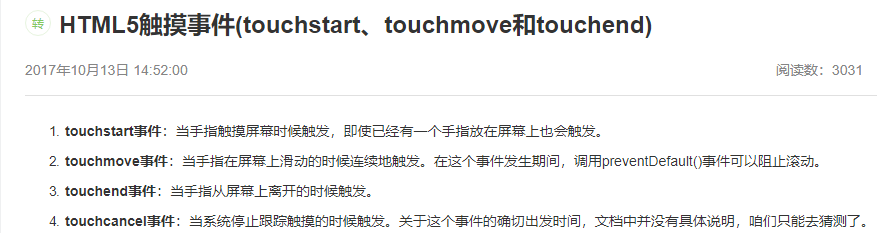 转 HTML5触摸事件(touchstart、touchmove和touchend)
2017年10月13日 14:52:00 阅读数：3031
1. touchstart事件：当手指触摸屏幕时候触发，即使已经有一个手指放在屏幕上也会触发。
2. touchmove事件：当手指在屏幕上滑动的时候连续地触发。在这个事件发生期间，调用preventDefault()事件可以阻止滚动。
3. touchend事件：当手指从屏幕上离开的时候触发。
4. touchcancel事件：当系统停止跟踪触摸的时候触发。关于这个事件的确切出发时间，文档中并没有具体说明，咱们只能去猜测了。